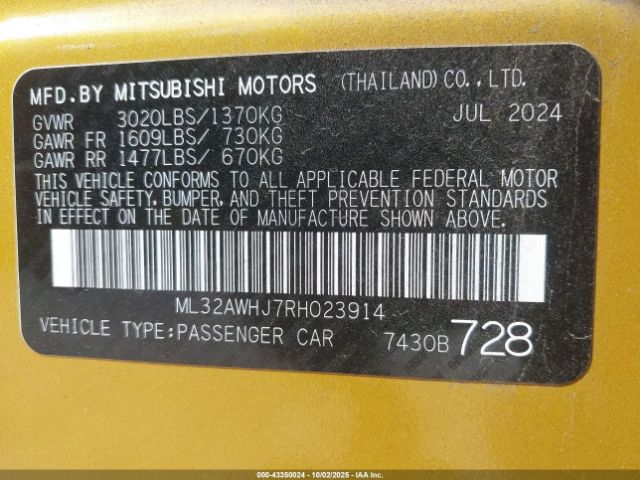 MFD.BY MITSUBISHI MOTORS (THAILAND)CO.,LTD.
GVWR 3020LBS/1370KG JUL 2024
GAWR FR 1609LBS/ 730KG
GAWR RR 1477LBS/ 670KG
THIS VEHICLE CONFORMS TO ALL APPLICABLE FEDERAL MOTOR
VEHICLE SAFETY, BUMPER, AND THEFT PREVENTION STANDARDS
IN EFFECT ON THE DATE OF MANUFACTURE SHOWN ABOVE.
ML32AWHJ7RH023914
VEHICLE TYPE:PASSENGER CAR 7430B 728
000-43350024 - 10/02/2025 - IAA Inc.